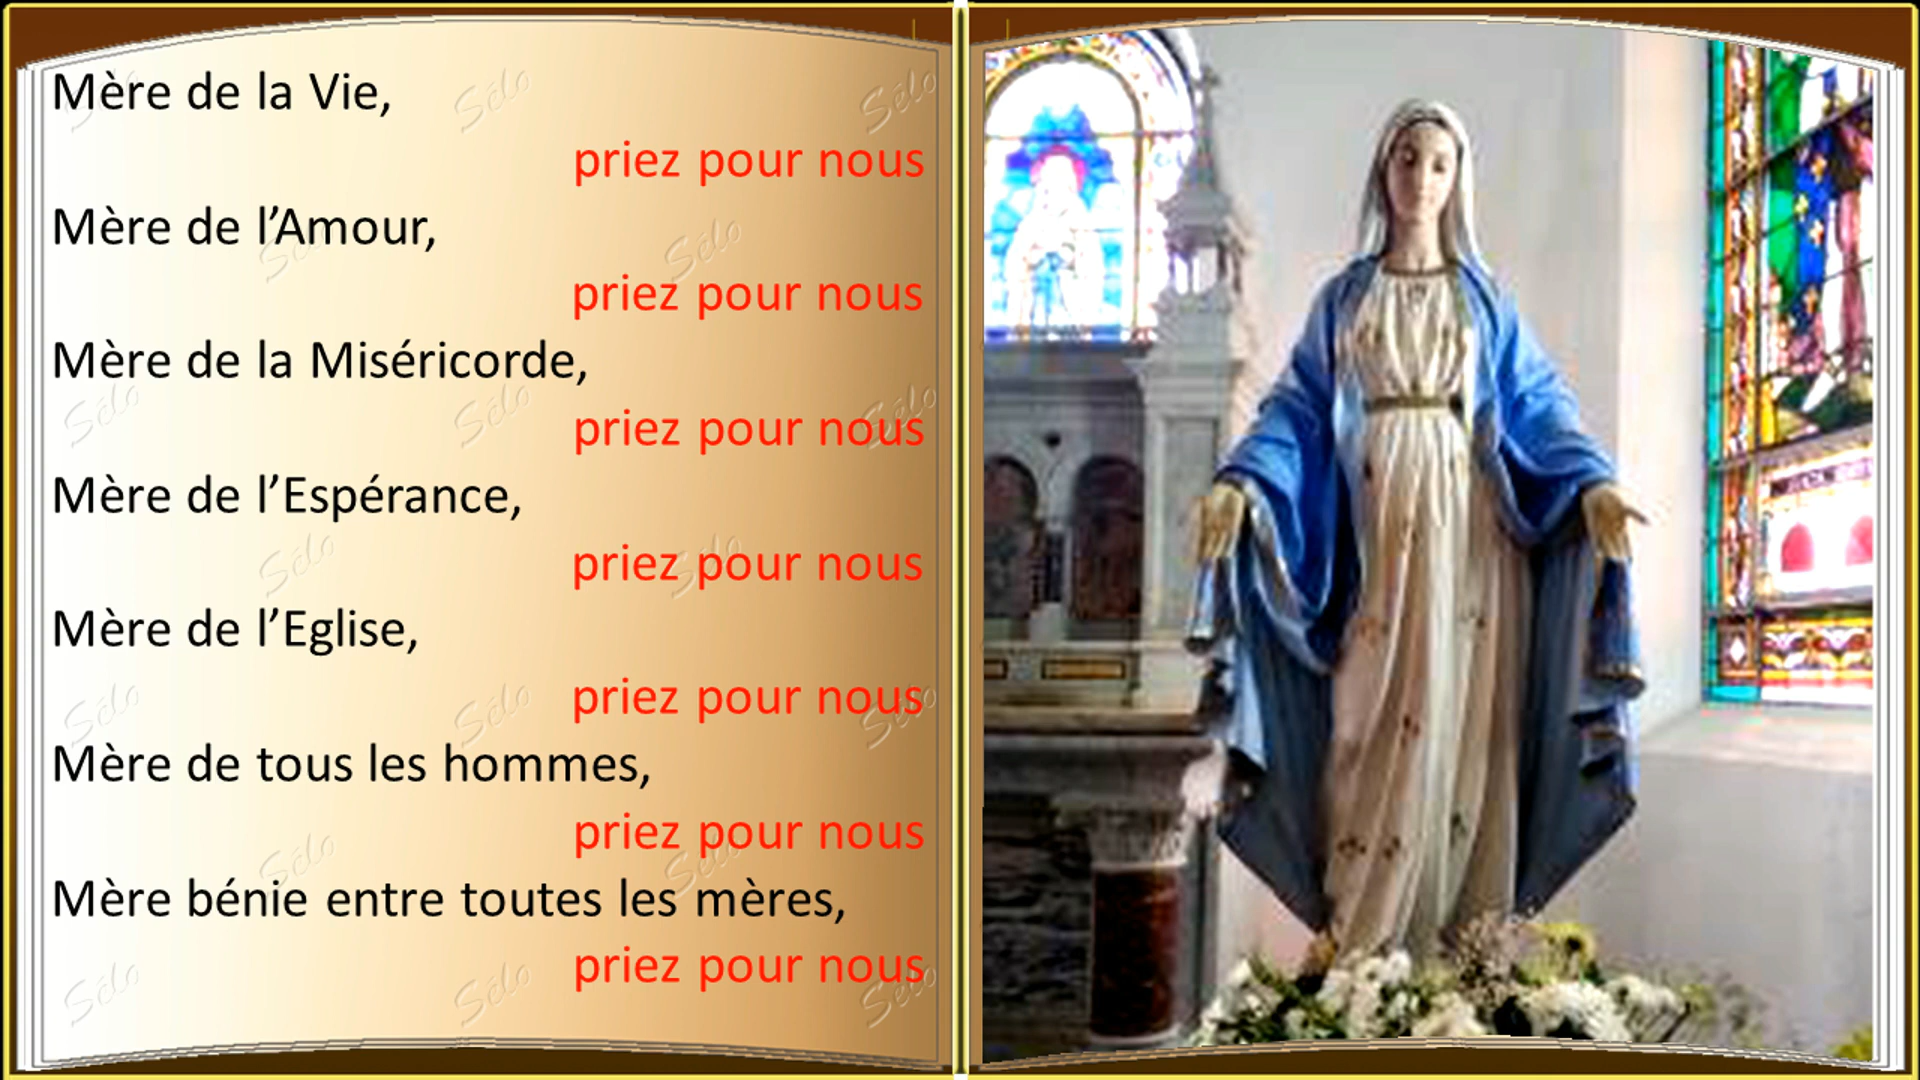 Mère de la Vie,
priez pour nous
Mère de l’Amour,
priez pour nous
Mère de la Miséricorde,
priez pour nous
Mère de l’Espérance,
priez pour nous
Mère de l’Eglise,
priez pour nous
Mère de tous les hommes,
priez pour nous
Mère bénie entre toutes les mères,
priez pour nous